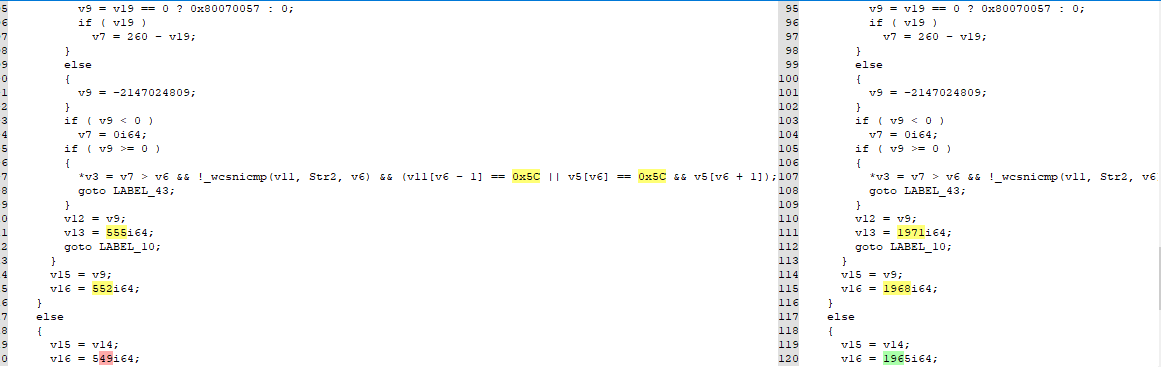 5 v9 = v19 == 0 ? 0x80070057 : 0;
6 if ( v19 )
7 v7 = 260 - v19;
8 }
9 else
0 {
1 v9 = -2147024809;
2 }
3 if ( v9 < 0 )
4 v7 = 0i64;
5 if ( v9 >= 0 )
6 {
7 *v3 = v7 > v6 && !_wcsnicmp(v11, Str2, v6) && (v11[v6 - 1] == 0x5C || v5[v6] == 0x5C && v5[v6 + 1]);
8 goto LABEL_43;
9 }
0 v12 = v9;
1 v13 = 555i64;
2 goto LABEL_10;
3 }
4 v15 = v9;
5 v16 = 552i64;
6 }
7 else
8 {
9 v15 = v14;
0 v16 = 549i64;
95 v9 = v19 == 0 ? 0x80070057 : 0;
96 if ( v19 )
97 v7 = 260 - v19;
98 }
99 else
100 {
101 v9 = -2147024809;
102 }
103 if ( v9 < 0 )
104 v7 = 0i64;
105 if ( v9 >= 0 )
106 {
107 *v3 = v7 > v6 && !_wcsnicmp(v11, Str2, v6
108 goto LABEL_43;
109 }
110 v12 = v9;
111 v13 = 1971i64;
112 goto LABEL_10;
113 }
114 v15 = v9;
115 v16 = 1968i64;
116 }
117 else
118 {
119 v15 = v14;
120 v16 = 1965i64;